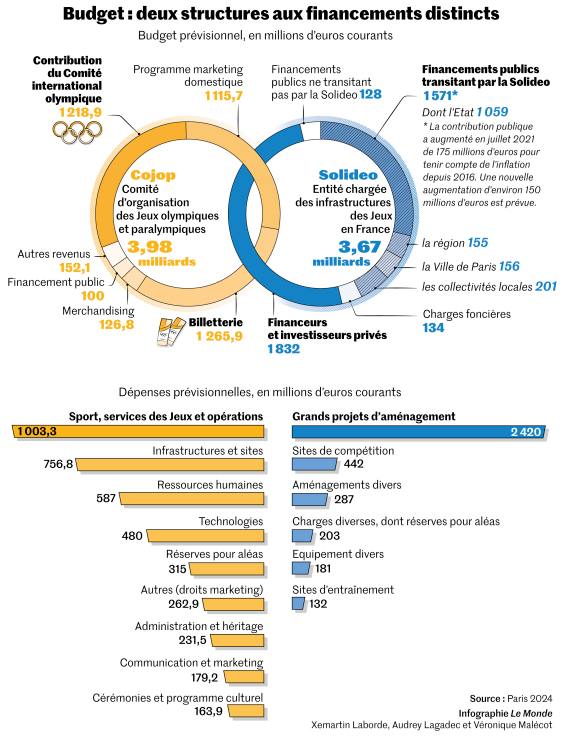 Budget : deux structures aux financements distincts
Budget prévisionnel, en millions d'euros courants
Contribution
du Comité
international
olympique
1 218,9
Programme marketing
domestique
1 115,7
Financements
publics ne transitant
pas par la Solideo 128
Financements publics
transitant par la Solideo
1 571*
Dont l'Etat 1 059
* La contribution publique
a augmenté en juillet 2021
de 175 millions d'euros pour
tenir compte de l'inflation
depuis 2016. Une nouvelle
augmentation d'environ 150
millions d'euros est prévue.
Cojop
Comité
d'organisation
des Jeux olympiques
et paralympiques
3,98
milliards
Solideo
Entité chargée
des infrastructures
des Jeux
en France
3,67
milliards
la région 155
la Ville de Paris 156
les collectivités locales 201
Charges foncières
134
Autres revenus
152,1
Financement public
100
Merchandising
126,8
Billetterie
1 265,9
Financeurs
et investisseurs privés
1 832
Dépenses prévisionnelles, en millions d'euros courants
Sport, services des Jeux et opérations
1 003,3
Infrastructures et sites
756,8
Ressources humaines
587
Technologies
480
Réserves pour aléas
315
Autres (droits marketing)
262,9
Administration et héritage
231,5
Communication et marketing
179,2
Cérémonies et programme culturel
163,9
Grands projets d'aménagement
2 420
Sites de compétition
442
Aménagements divers
287
Charges diverses, dont réserves pour aléas
203
Equipement divers
181
Sites d'entraînement
132
Source : Paris 2024
Infographie Le Monde
Xemartin Laborde, Audrey Lagadec et Véronique Malécot